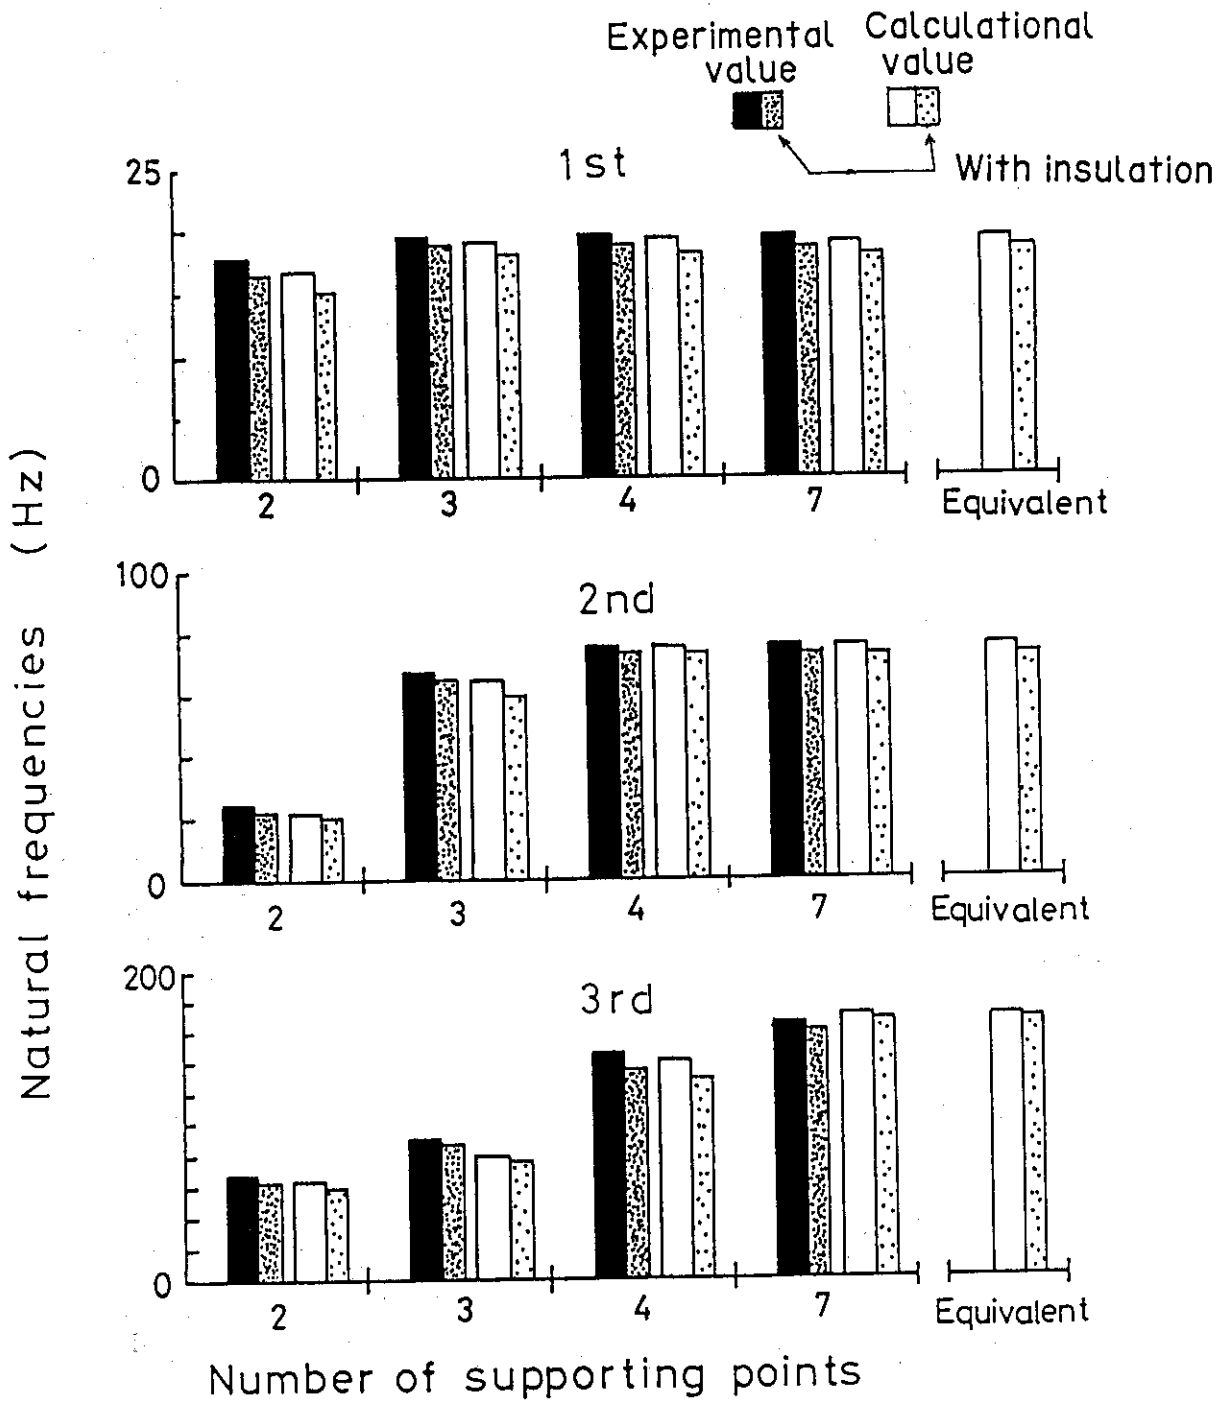 Experimental value
Calculational value
With insulation
1st
25
0
2 3 4 7 Equivalent
2nd
100
0
2 3 4 7 Equivalent
3rd
200
0
2 3 4 7 Equivalent
Natural frequencies (Hz)
Number of supporting points